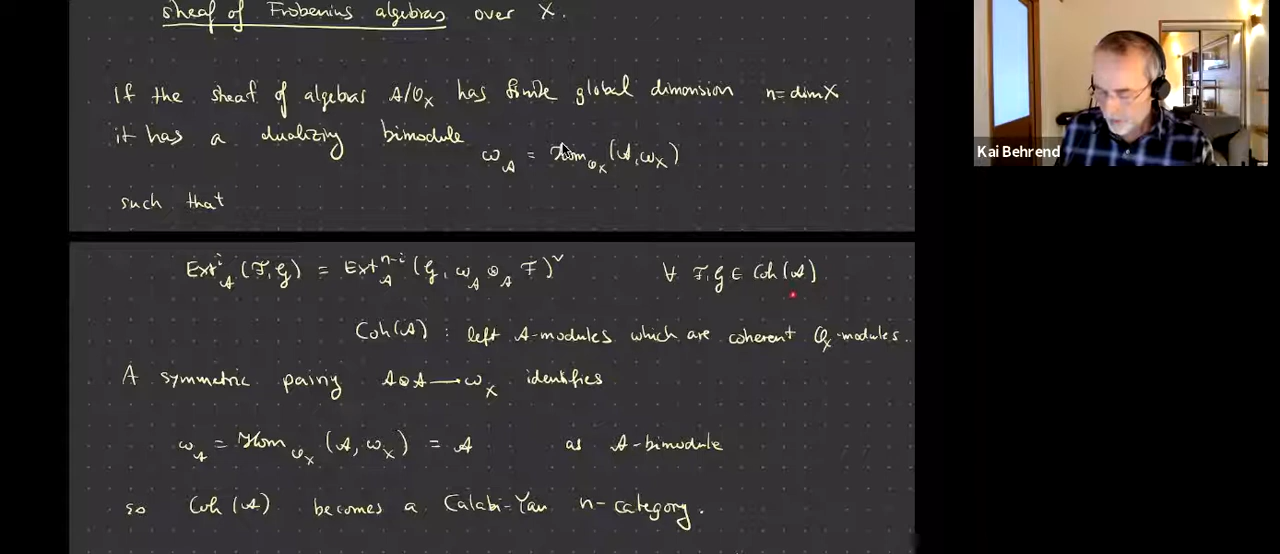 sheaf of Frobenius algebras over X.
If the sheaf of algebras A/O_X has finite global dimension n = dim X
it has a dualizing bimodule ω_A = Hom_{O_X}(A, ω_X)
such that
Ext^i_A(F, G) = Ext^{n-i}_A(G, ω_A ⊗_A F)^∨ ∀ F, G ∈ Coh(A)
Coh(A) : left A-modules which are coherent O_X-modules.
A symmetric pairing A⊗A → ω_X identifies
ω_A = Hom_{O_X}(A, ω_X) = A as A-bimodule
so Coh(A) becomes a Calabi-Yau n-category.
Kai Behrend